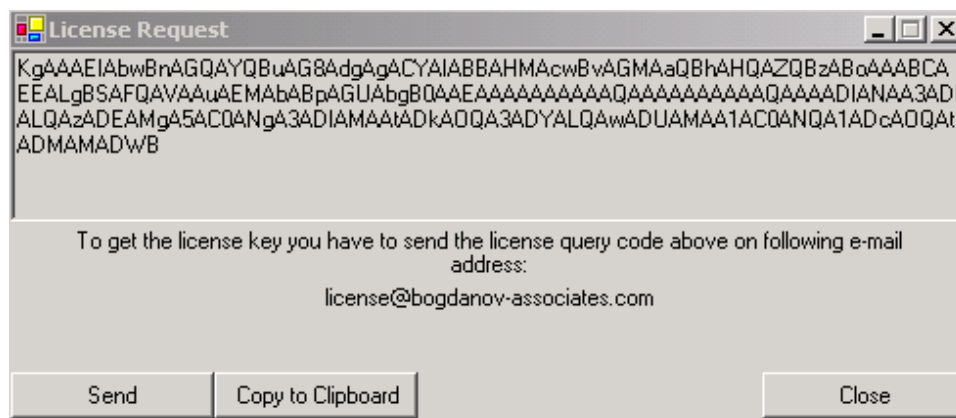 License Request
KgAAAEIAbwBnAGQAYQBuAG8AdgAgACYAIABBAHMAcwBvAGMAaQBhAHQAZQBzABoAAABCA
EEALgBSAFQAVAAuAEMAbABpAGUAbgB0AAEAAAAAAAAAAQAAAAAAAAAAQAAAADIANAA3AD
ALQAzADEAMgA5AC0ANgA3ADIAMAAtADkAOQA3ADYALQAwADUAMAA1AC0ANQA1ADcAOQAt
ADMAMADWB
To get the license key you have to send the license query code above on following e-mail
address:
license@bogdanov-associates.com
Send
Copy to Clipboard
Close